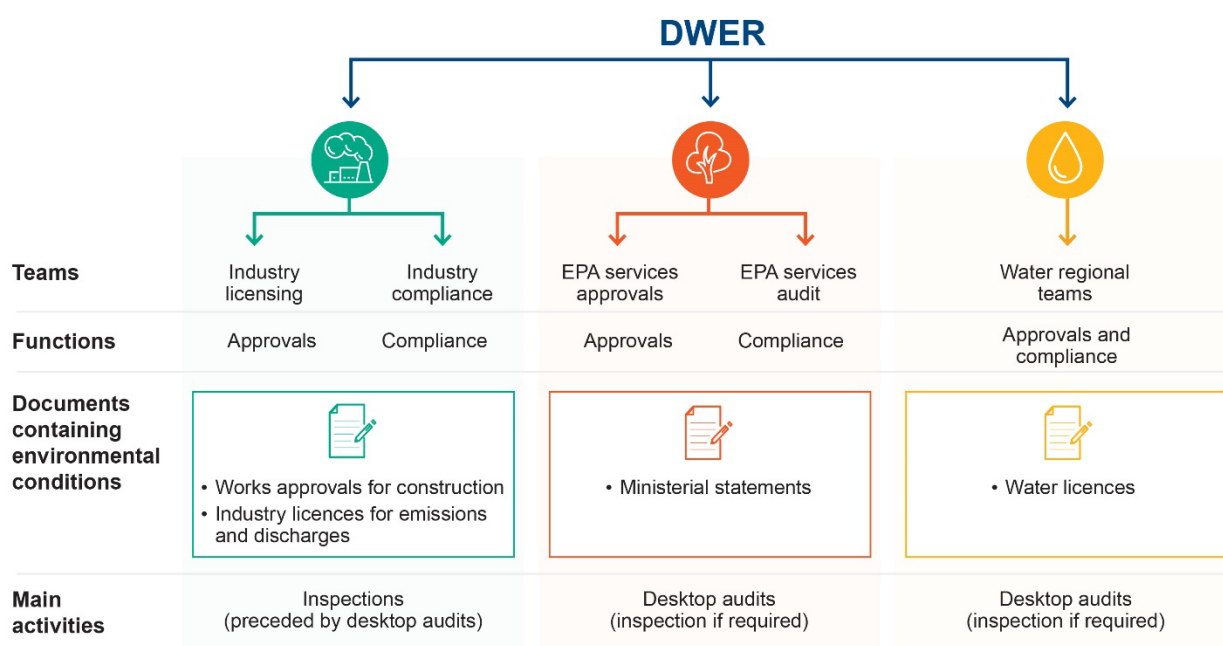 DWER
Teams
Industry
licensing
Industry
compliance
EPA services
approvals
EPA services
audit
Water regional
teams
Functions
Approvals
Compliance
Approvals
Compliance
Approvals and
compliance
Documents
containing
environmental
conditions
• Works approvals for construction
• Industry licences for emissions
and discharges
• Ministerial statements
• Water licences
Main
activities
Inspections
(preceded by desktop audits)
Desktop audits
(inspection if required)
Desktop audits
(inspection if required)